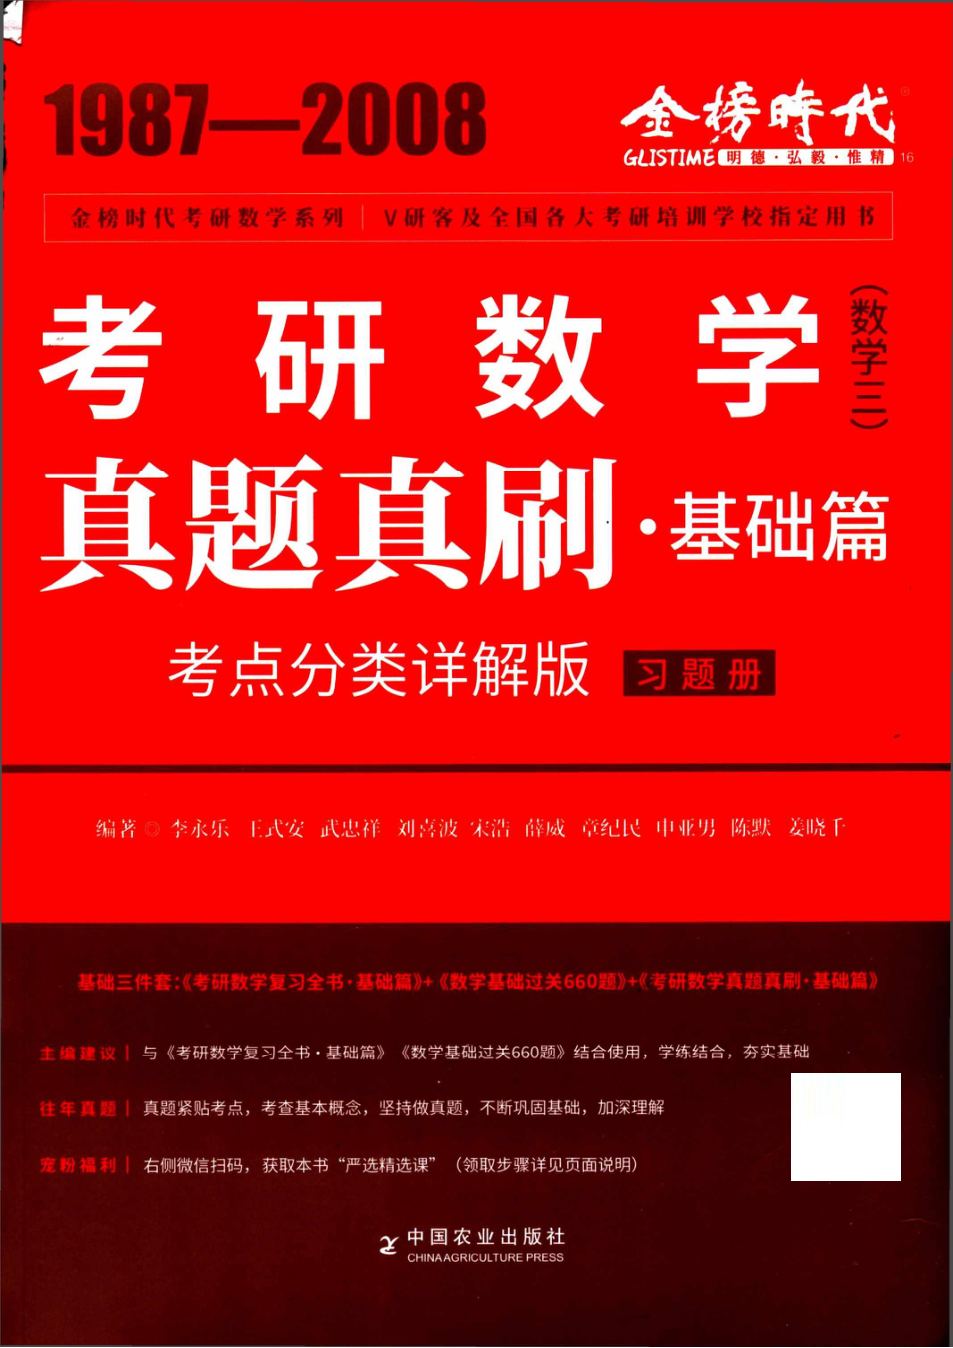 1987—2008
金榜時代
GLISTIME 明德·弘毅·惟精 16
金榜时代考研数学系列 | V研客及全国各大考研培训学校指定用书
考研数学
(数学三)
真题真刷·基础篇
考点分类详解版 习题册
编著◎李永乐 王式安 武忠祥 刘喜波 宋浩 薛威 章纪民 申亚男 陈默 姜晓千
基础三件套:《考研数学复习全书·基础篇》+《数学基础过关660题》+《考研数学真题真刷·基础篇》
主编建议 | 与《考研数学复习全书·基础篇》《数学基础过关660题》结合使用，学练结合，夯实基础
往年真题 | 真题紧贴考点，考查基本概念，坚持做真题，不断巩固基础，加深理解
宠粉福利 | 右侧微信扫码，获取本书“严选精选课”（领取步骤详见页面说明）
中国农业出版社
CHINA AGRICULTURE PRESS